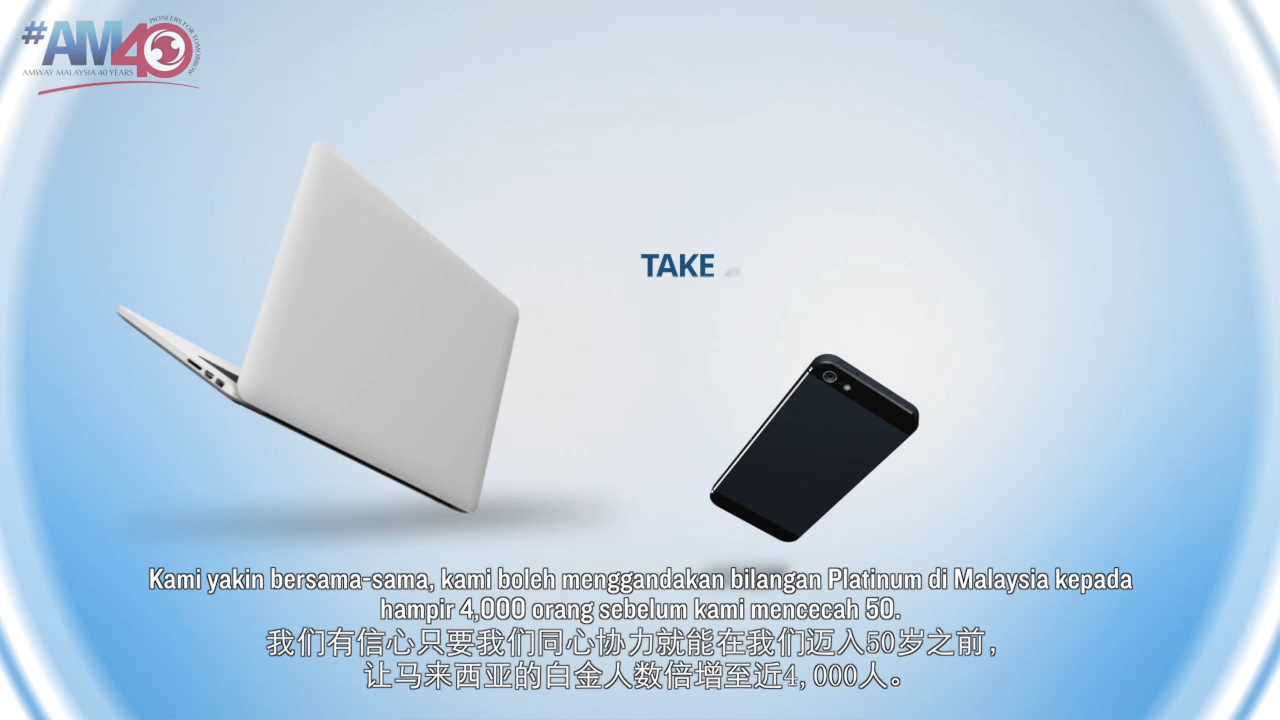 #AM40
PIONEERS FOR TOMORROW
AMWAY MALAYSIA 40 YEARS
TAKE
Kami yakin bersama-sama, kami boleh menggandakan bilangan Platinum di Malaysia kepada
hampir 4,000 orang sebelum kami mencecah 50.
我们有信心只要我们同心协力就能在我们迈入50岁之前，
让马来西亚的白金人数倍增至近4,000人。